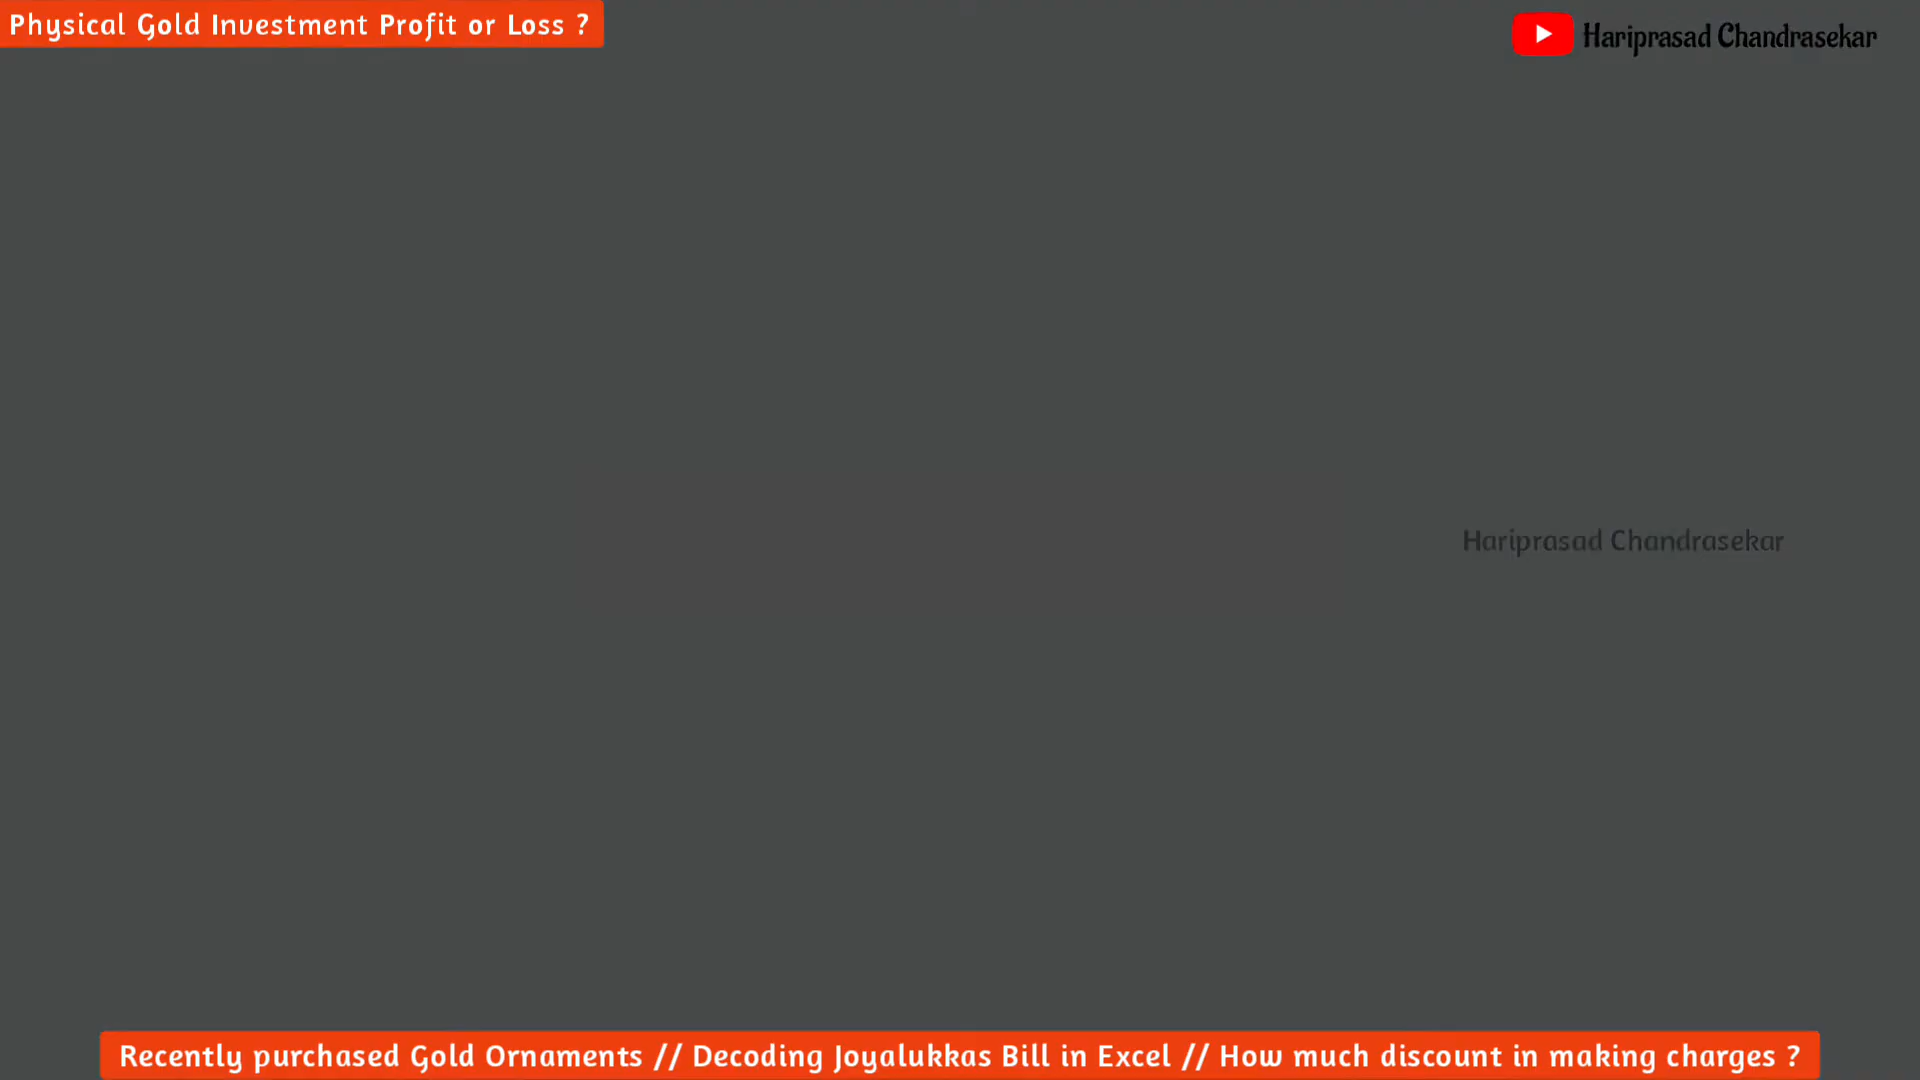 Physical Gold Investment Profit or Loss ?
Hariprasad Chandrasekar
Hariprasad Chandrasekar
Recently purchased Gold Ornaments // Decoding Joyalukkas Bill in Excel // How much discount in making charges ?